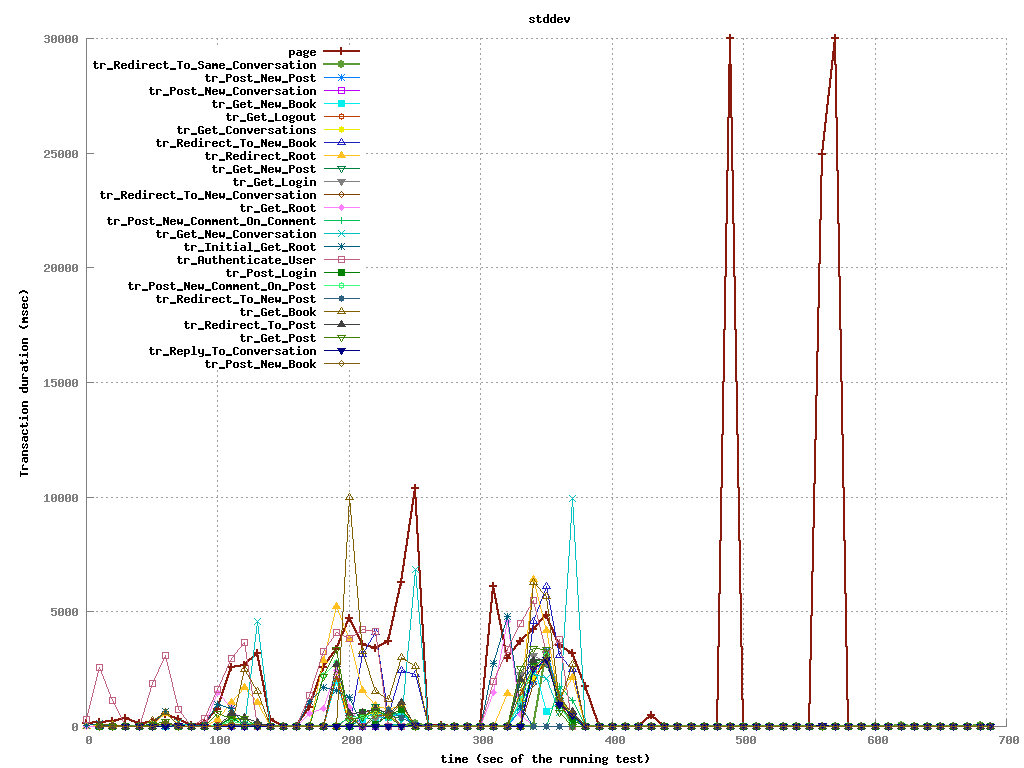 stddev
30000
25000
20000
15000
10000
5000
0
Transaction duration (msec)
page
tr_Redirect_To_Same_Conversation
tr_Post_New_Post
tr_Post_New_Conversation
tr_Get_New_Book
tr_Get_Logout
tr_Get_Conversations
tr_Redirect_To_New_Book
tr_Redirect_Root
tr_Get_New_Post
tr_Get_Login
tr_Redirect_To_New_Conversation
tr_Get_Root
tr_Post_New_Comment_On_Comment
tr_Get_New_Conversation
tr_Initial_Get_Root
tr_Authenticate_User
tr_Post_Login
tr_Post_New_Comment_On_Post
tr_Redirect_To_New_Post
tr_Get_Book
tr_Redirect_To_Post
tr_Get_Post
tr_Reply_To_Conversation
tr_Post_New_Book
0 100 200 300 400 500 600 700
time (sec of the running test)